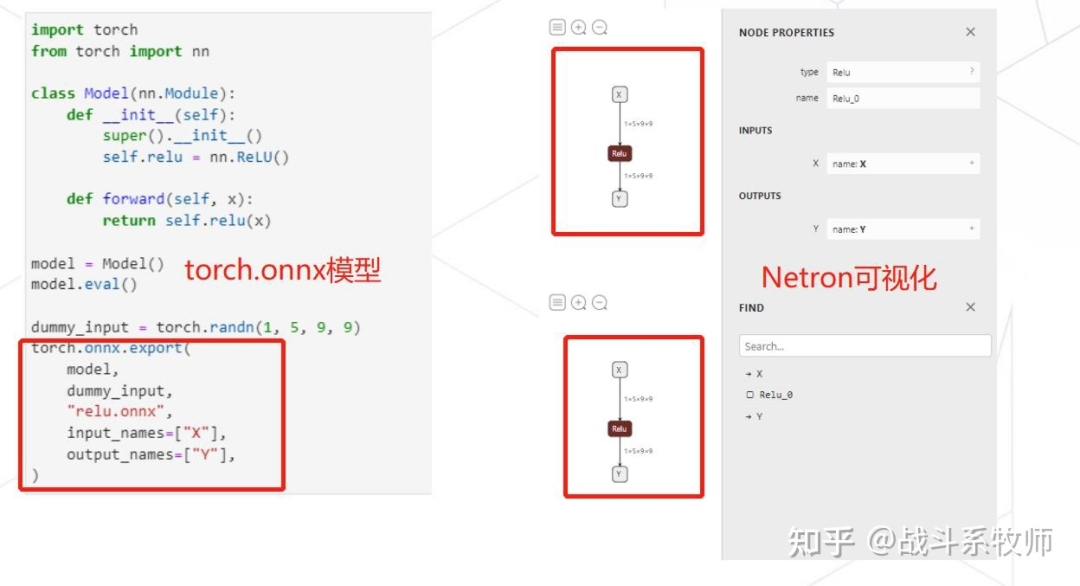 import torch
from torch import nn
class Model(nn.Module):
def __init__(self):
super().__init__()
self.relu = nn.ReLU()
def forward(self, x):
return self.relu(x)
model = Model()
model.eval()
torch.onnx模型
dummy_input = torch.randn(1, 5, 9, 9)
torch.onnx.export(
model,
dummy_input,
"relu.onnx",
input_names=["X"],
output_names=["Y"],
)
X
1×5×9×9
Relu
1×5×9×9
Y
X
1×5×9×9
Relu
1×5×9×9
Y
NODE PROPERTIES
type Relu ?
name Relu_0
INPUTS
X name: X +
OUTPUTS
Y name: Y +
Netron可视化
FIND
Search...
→ X
Relu_0
→ Y
知乎 @战斗系牧师